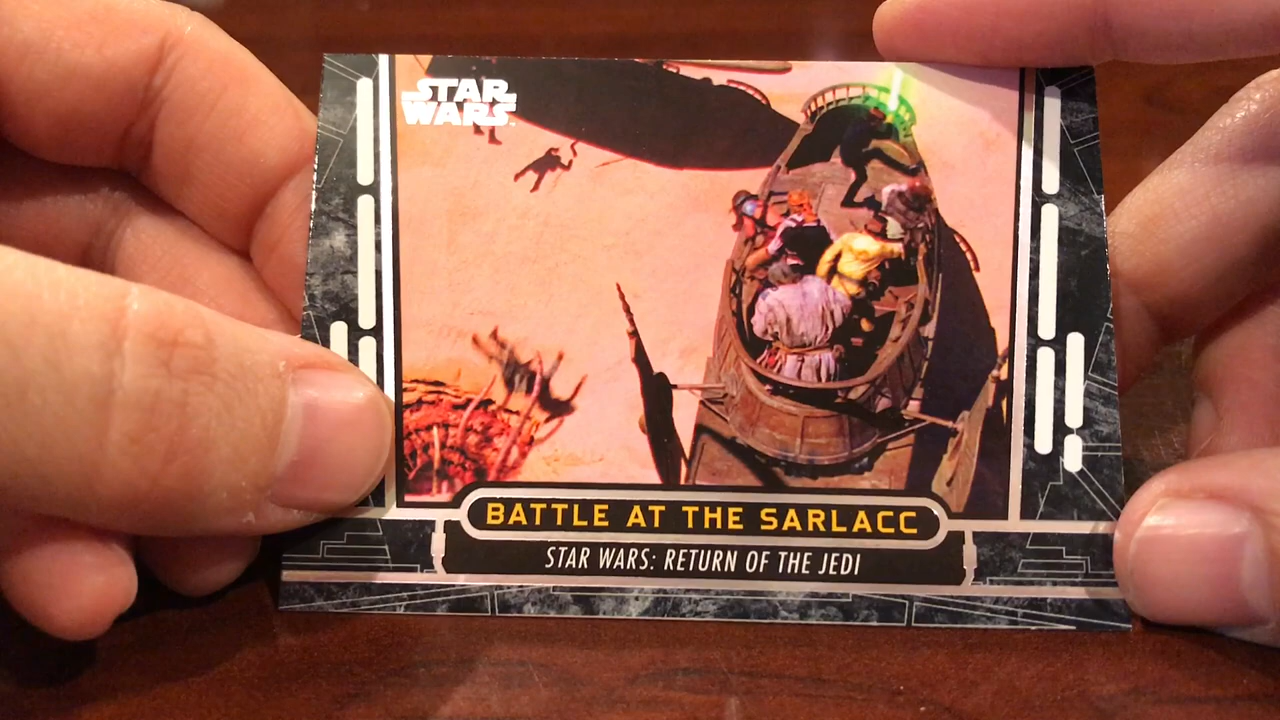 STAR
WARS
BATTLE AT THE SARLACC
STAR WARS: RETURN OF THE JEDI